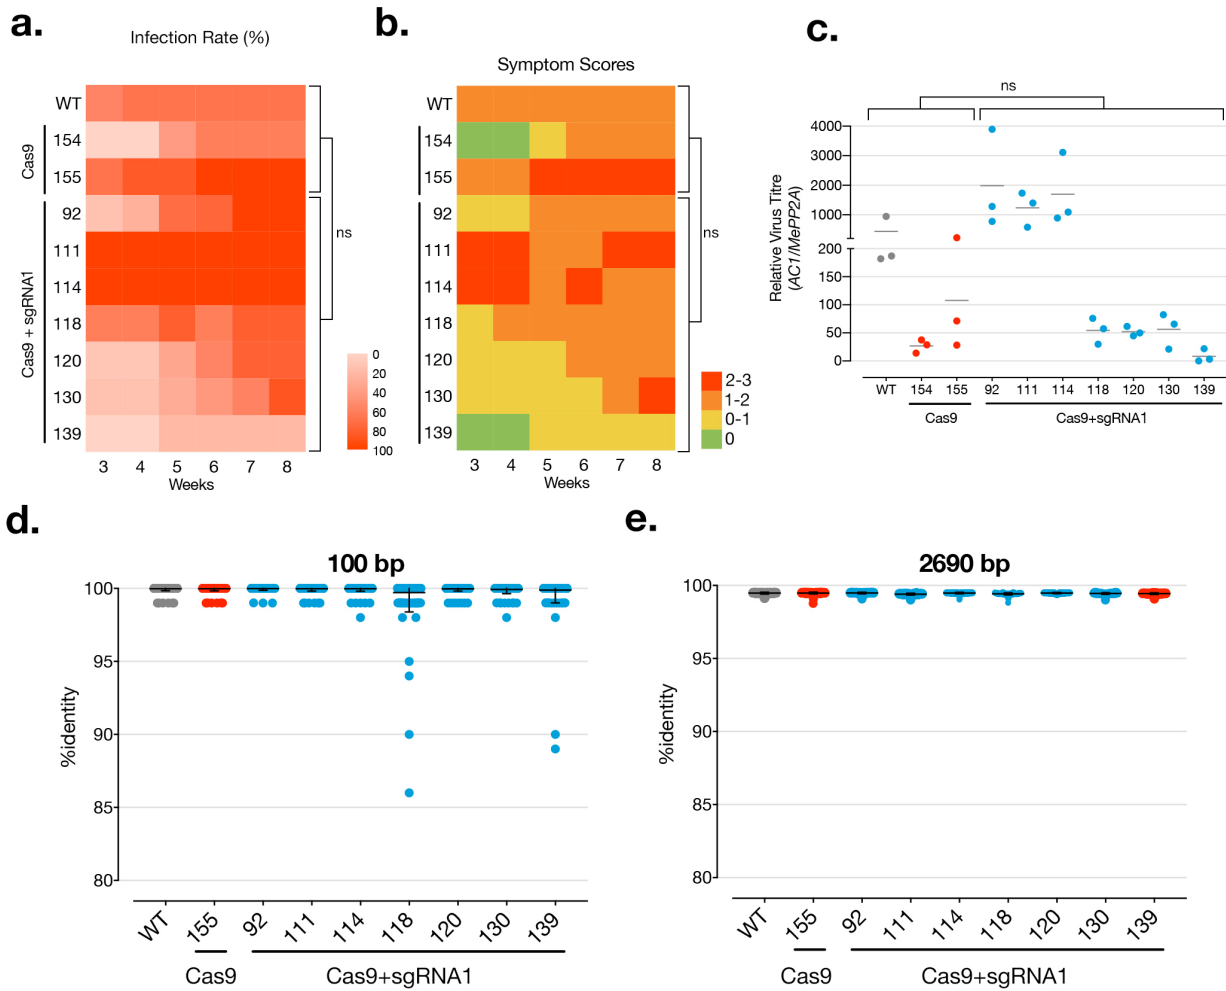 a.
Infection Rate (%)
WT
154
155
92
111
114
118
120
130
139
Cas9
Cas9 + sgRNA1
3 4 5 6 7 8
Weeks
ns
0
20
40
60
80
100
b.
Symptom Scores
WT
154
155
92
111
114
118
120
130
139
3 4 5 6 7 8
Weeks
ns
2-3
1-2
0-1
0
c.
ns
Relative Virus Titre
(AC1/MePP2A)
4000
3000
2000
1000
200
150
100
50
0
WT 154 155 92 111 114 118 120 130 139
Cas9 Cas9+sgRNA1
d.
100 bp
%identity
100
95
90
85
80
WT 155 92 111 114 118 120 130 139
Cas9 Cas9+sgRNA1
e.
2690 bp
%identity
100
95
90
85
80
WT 155 92 111 114 118 120 130 139
Cas9 Cas9+sgRNA1